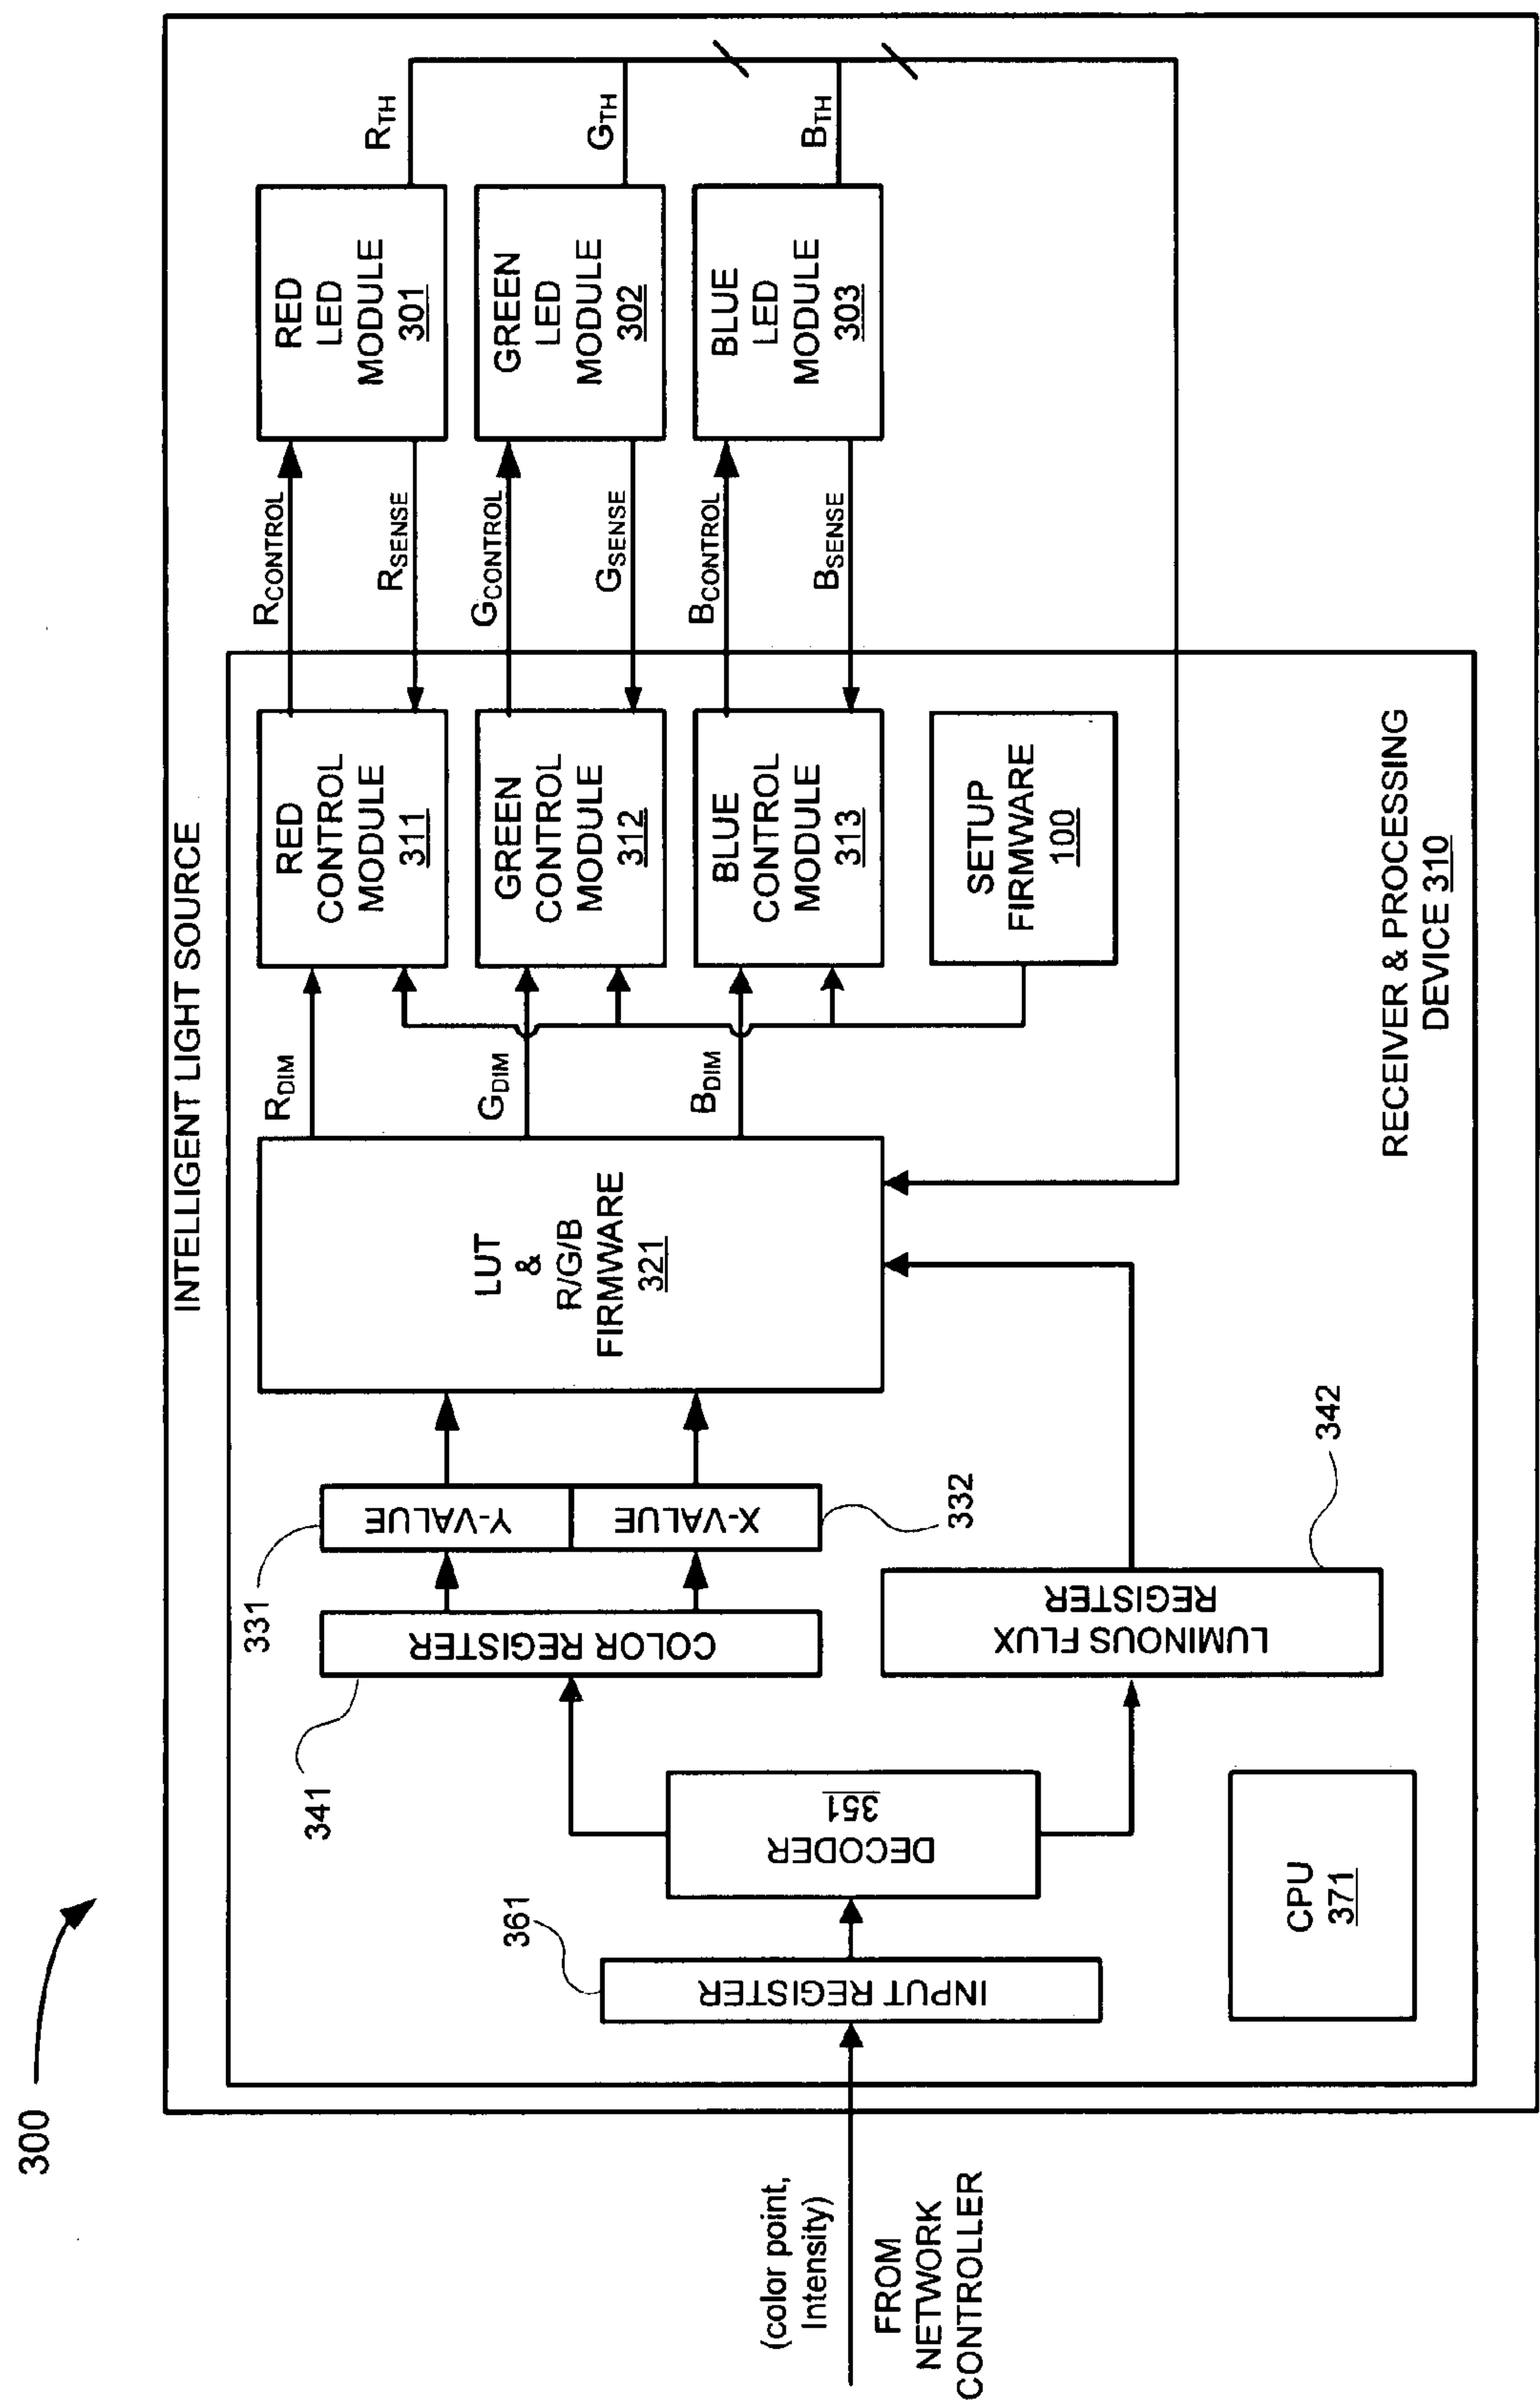 300
INTELLIGENT LIGHT SOURCE
(color point,
Intensity)
FROM
NETWORK
CONTROLLER
361
INPUT REGISTER
DECODER
351
CPU
371
341
COLOR REGISTER
LUMINOUS FLUX
REGISTER
342
331
Y-VALUE
X-VALUE
332
LUT
&
R/G/B
FIRMWARE
321
RDIM
GDIM
BDIM
RED
CONTROL
MODULE
311
GREEN
CONTROL
MODULE
312
BLUE
CONTROL
MODULE
313
SETUP
FIRMWARE
100
RECEIVER & PROCESSING
DEVICE 310
RCONTROL
RSENSE
GCONTROL
GSENSE
BCONTROL
BSENSE
RED
LED
MODULE
301
GREEN
LED
MODULE
302
BLUE
LED
MODULE
303
RTH
GTH
BTH